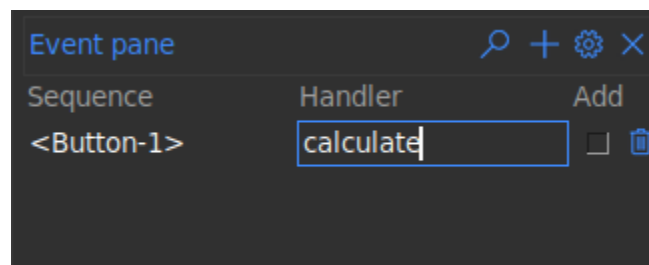 Event pane
Sequence Handler Add
<Button-1> calculate